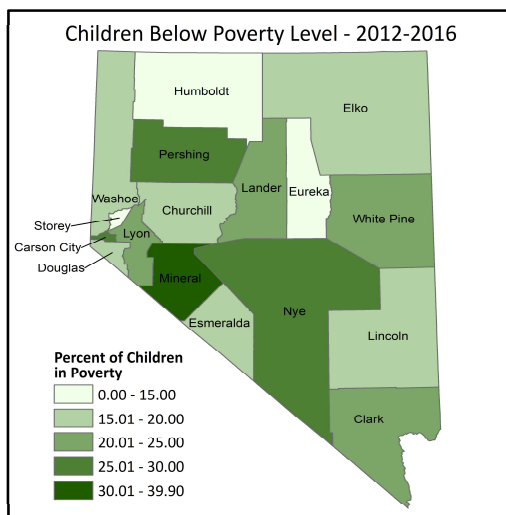 Children Below Poverty Level - 2012-2016
Humboldt
Elko
Pershing
Lander
Eureka
Washoe
Churchill
White Pine
Storey
Lyon
Carson City
Douglas
Mineral
Nye
Esmeralda
Lincoln
Clark
Percent of Children
in Poverty
0.00 - 15.00
15.01 - 20.00
20.01 - 25.00
25.01 - 30.00
30.01 - 39.90